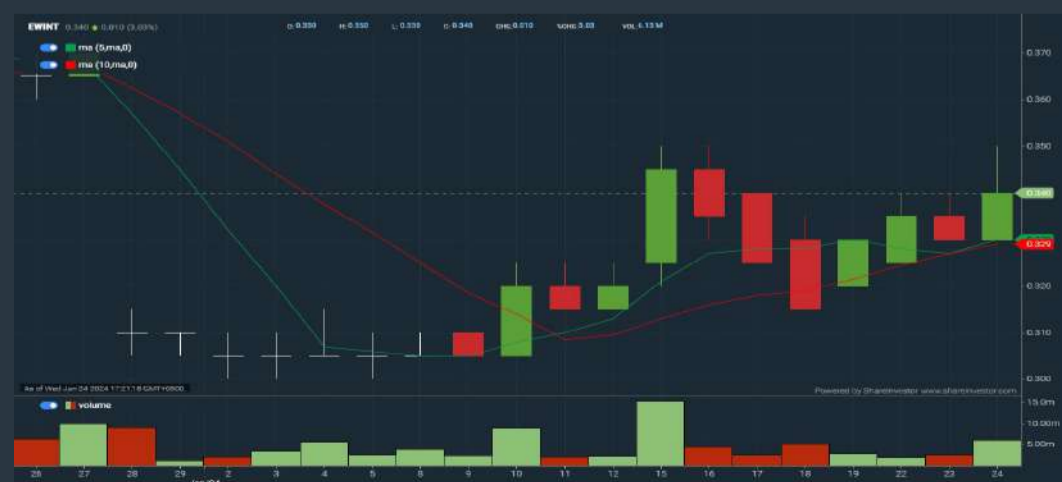 EWINT 0.340 0.010 (3.03%) O: 0.330 H: 0.350 L: 0.330 C: 0.340 CHG: 0.010 %CHG: 3.03 VOL: 6.13 M
ma (5,ma,0)
ma (10,ma,0)
0.370
0.360
0.350
0.340
0.329
0.320
0.310
0.300
As of Wed Jan 24 2024 17:21:18 GMT+0800
Powered by ShareInvestor www.shareinvestor.com
volume
15.0m
10.00m
5.00m
26 27 28 29 2 3 4 5 8 9 10 11 12 15 16 17 18 19 22 23 24